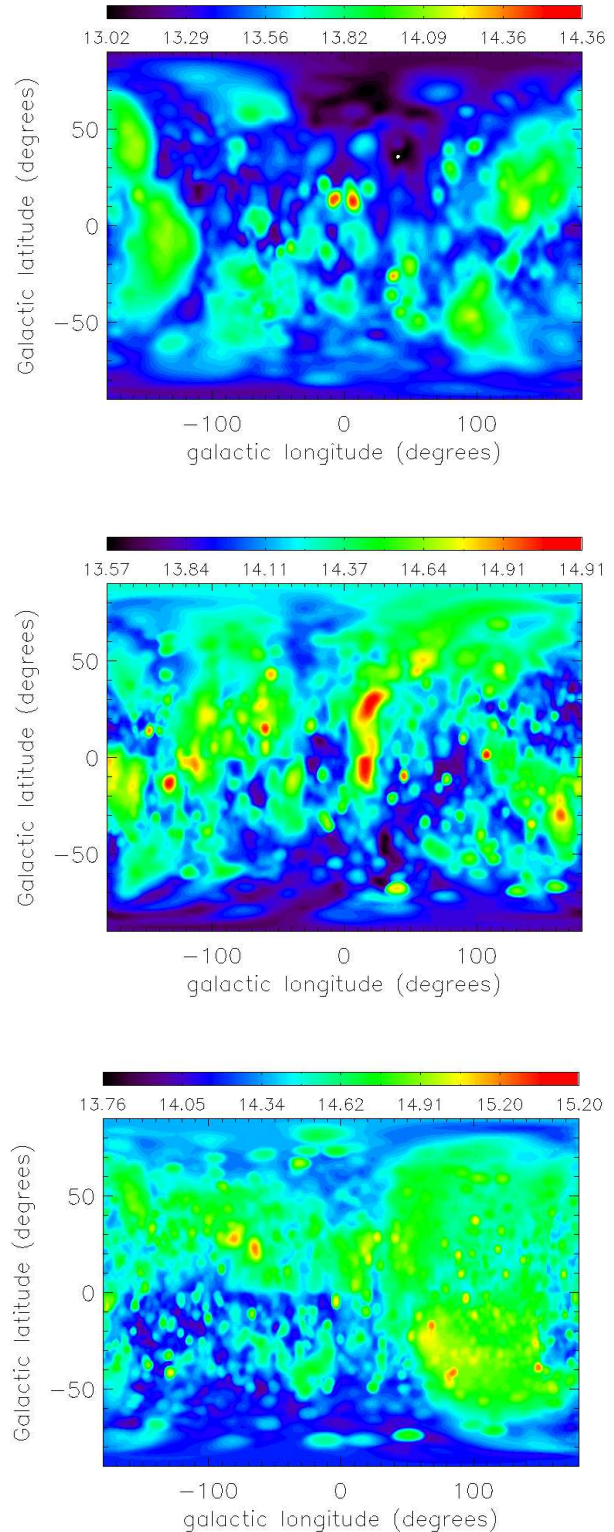 13.02 13.29 13.56 13.82 14.09 14.36 14.36
50
0
−50
Galactic latitude (degrees)
−100 0 100
galactic longitude (degrees)
13.57 13.84 14.11 14.37 14.64 14.91 14.91
50
0
−50
Galactic latitude (degrees)
−100 0 100
galactic longitude (degrees)
13.76 14.05 14.34 14.62 14.91 15.20 15.20
50
0
−50
Galactic latitude (degrees)
−100 0 100
galactic longitude (degrees)